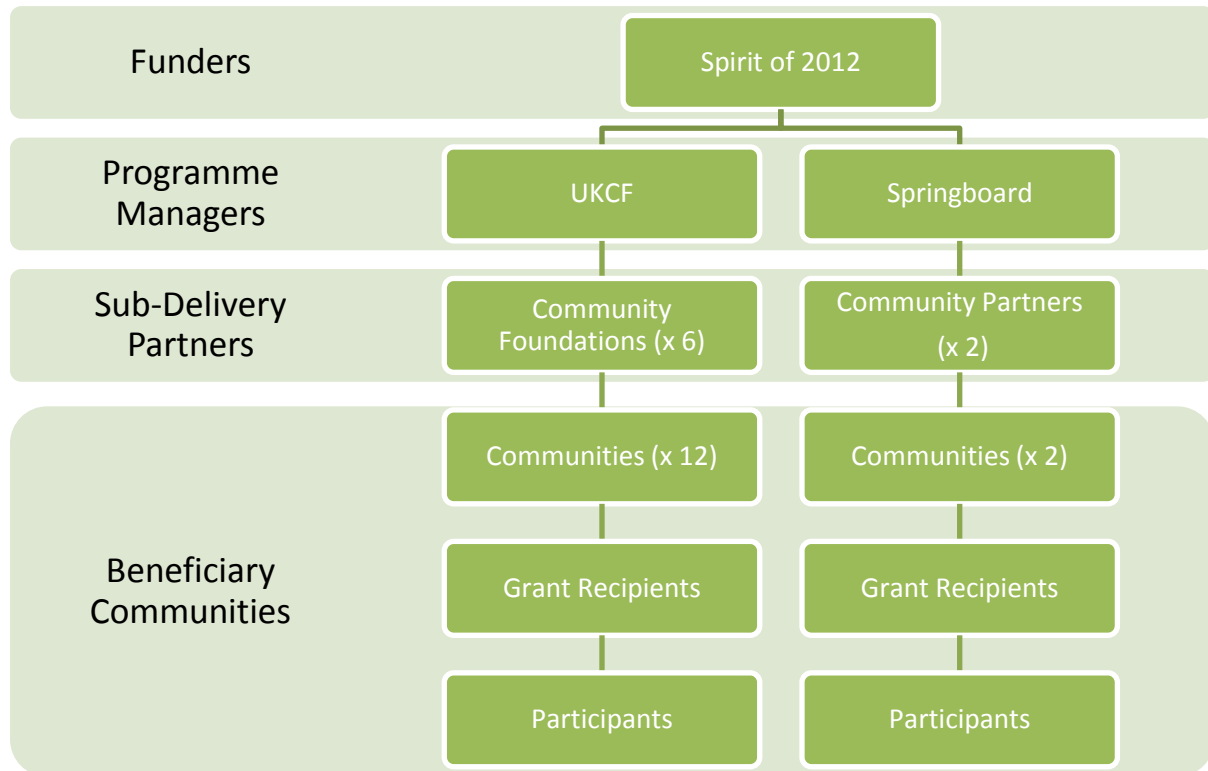 Funders
Spirit of 2012
Programme
Managers
UKCF
Springboard
Sub-Delivery
Partners
Community
Foundations (x 6)
Community Partners
(x 2)
Beneficiary
Communities
Communities (x 12)
Communities (x 2)
Grant Recipients
Grant Recipients
Participants
Participants